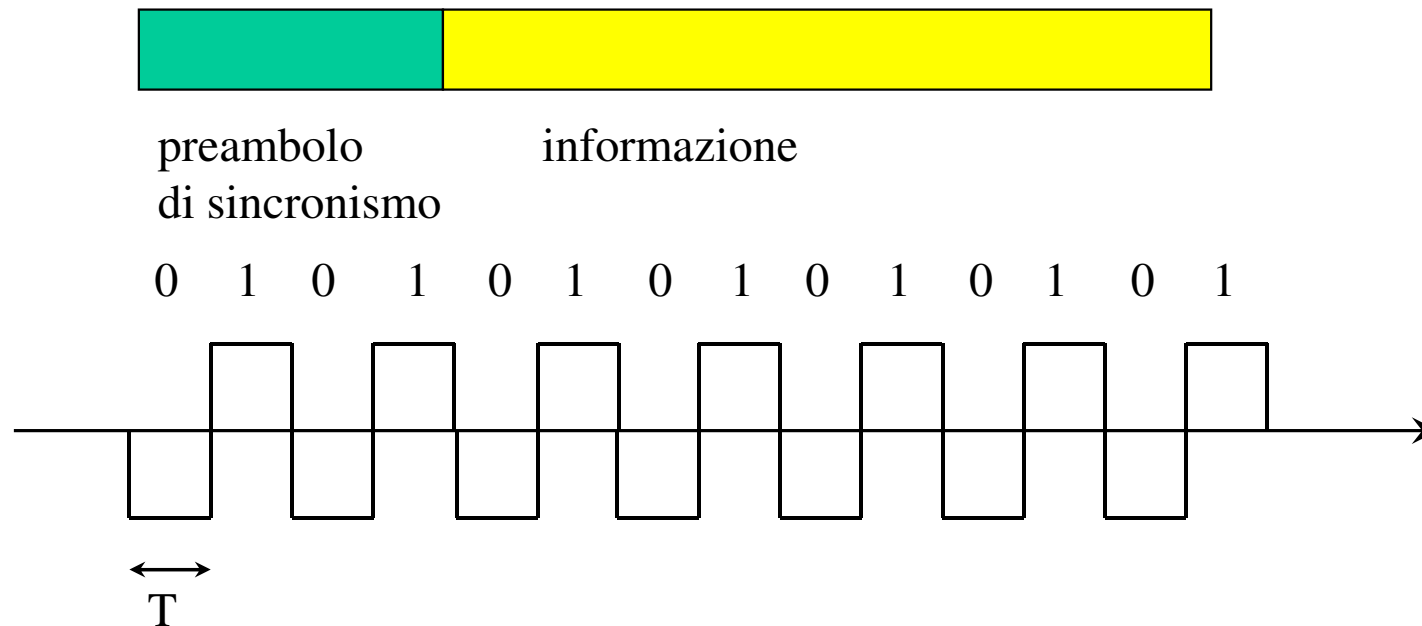 preambolo informazione
di sincronismo
0 1 0 1 0 1 0 1 0 1 0 1 0 1
T